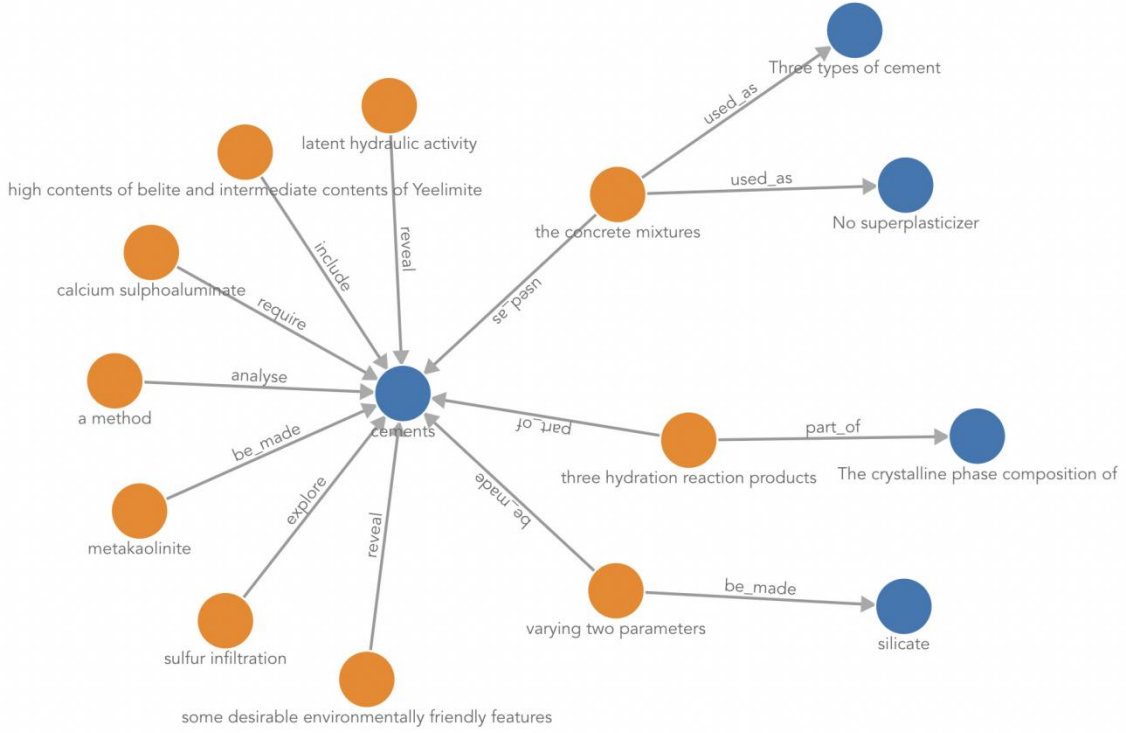 Three types of cement
used_as
latent hydraulic activity
high contents of belite and intermediate contents of Yeelimite
used_as
the concrete mixtures
No superplasticizer
include
reveal
calcium sulphoaluminate
require
used_as
analyse
a method
cements
part_of
part_of
three hydration reaction products
The crystalline phase composition of
be_made
metakaolinite
explore
reveal
be_made
be_made
varying two parameters
silicate
sulfur infiltration
some desirable environmentally friendly features